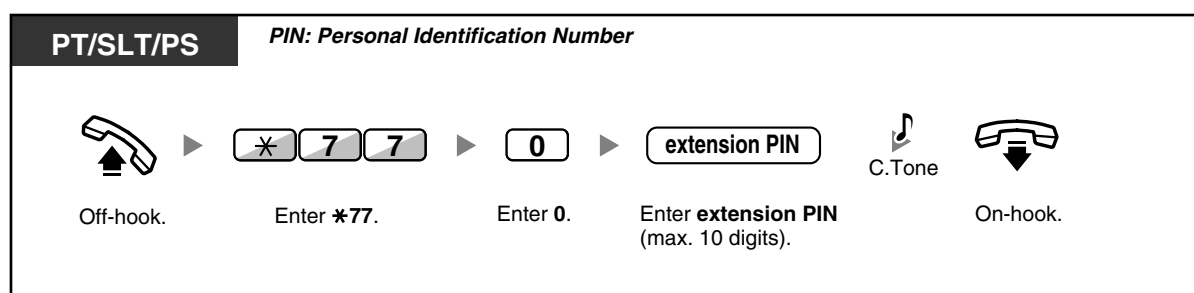 PT/SLT/PS
PIN: Personal Identification Number
✳ 7 7 0 extension PIN
C.Tone
Off-hook. Enter ✳77. Enter 0. Enter extension PIN On-hook.
(max. 10 digits).